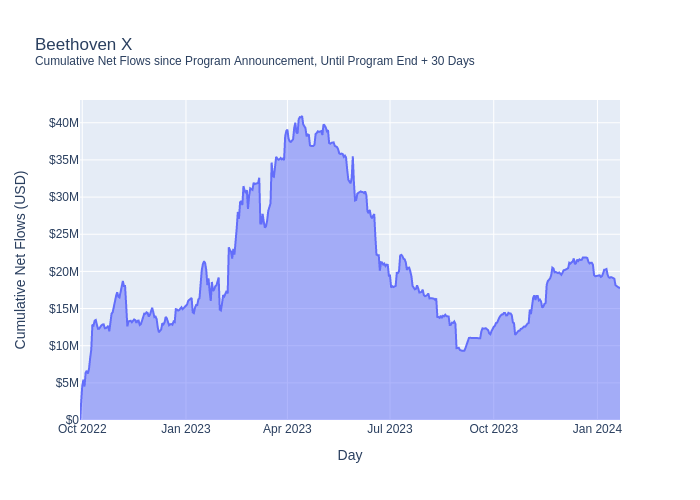 Beethoven X
Cumulative Net Flows since Program Announcement, Until Program End + 30 Days
Cumulative Net Flows (USD)
$40M
$35M
$30M
$25M
$20M
$15M
$10M
$5M
$0
Oct 2022
Jan 2023
Apr 2023
Jul 2023
Oct 2023
Jan 2024
Day